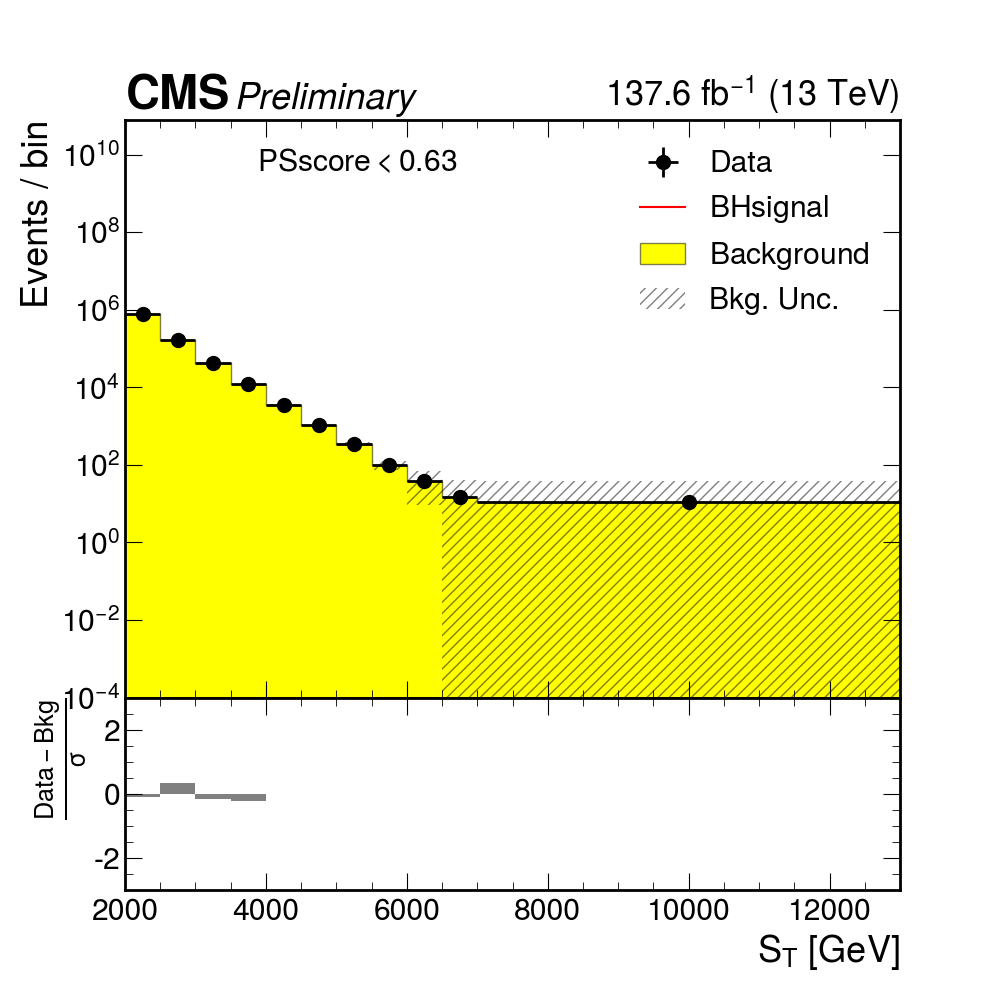 CMS Preliminary 137.6 fb⁻¹ (13 TeV)
Events / bin
PSscore < 0.63
Data
BHsignal
Background
Bkg. Unc.
10¹⁰
10⁸
10⁶
10⁴
10²
10⁰
10⁻²
10⁻⁴
Data – Bkg
σ
2
0
-2
2000 4000 6000 8000 10000 12000
S_T [GeV]